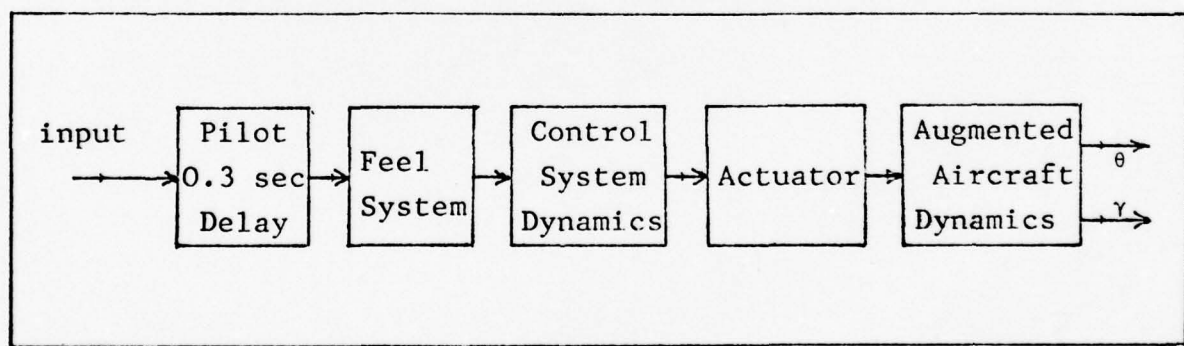 input
Pilot
0.3 sec
Delay
Feel
System
Control
System
Dynamics
Actuator
Augmented
Aircraft
Dynamics
θ
γ